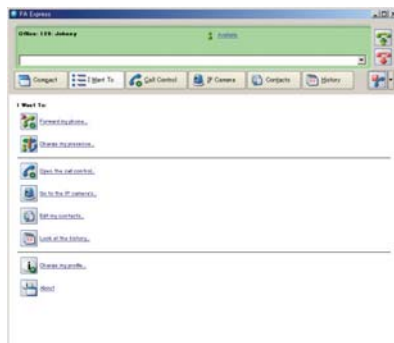 PA Express
Office: 129: Johnny
Available
Compact
I Want To
Call Control
IP Camera
Contacts
History
I Want To:
Forward my phone..
Change my presence..
Open the call control..
Go to the IP camera's..
Edit my contacts..
Look at the history..
Change my profile..
About